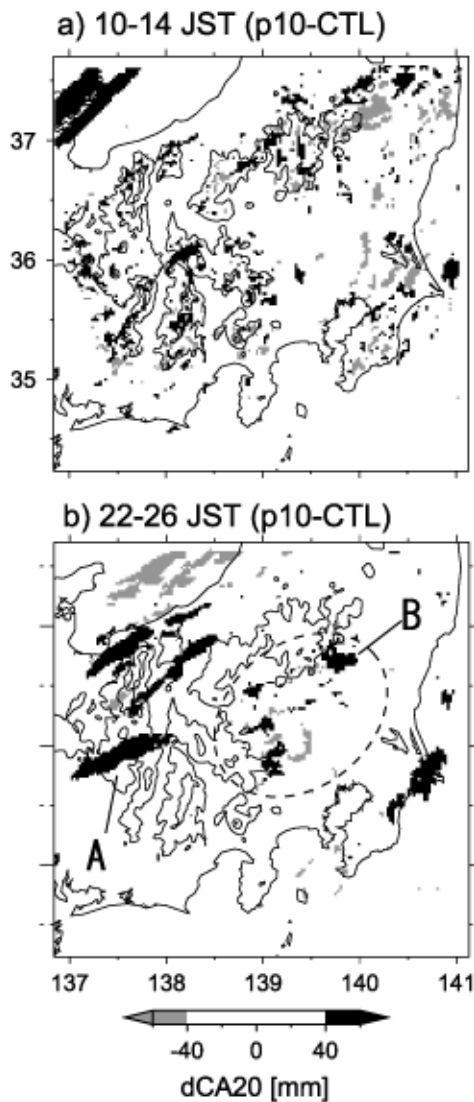 a) 10-14 JST (p10-CTL)
37
36
35
b) 22-26 JST (p10-CTL)
B
A
137 138 139 140 141
-40 0 40
dCA20 [mm]